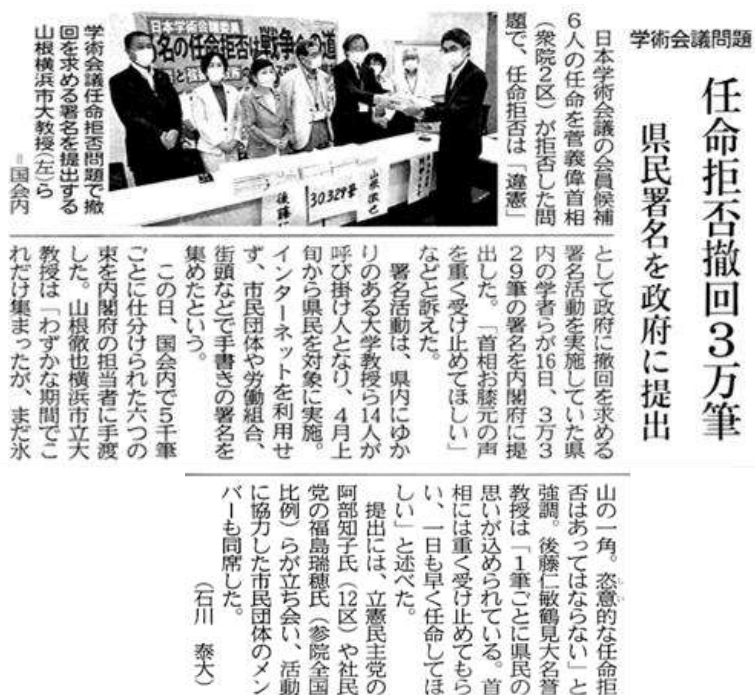 学術会議問題
任命拒否撤回3万筆
県民署名を政府に提出
日本学術会議の会員候補
6人の任命を菅義偉首相
（衆院2区）が拒否した問
題で、任命拒否は「違憲」
日本学術会議会員
名の任命拒否は戦争への道
30,329筆
山根徹也
学術会議任命拒否問題で撤
回を求める署名を提出する
山根横浜市大教授(左)ら
＝国会内
として政府に撤回を求める
署名活動を実施していた県
内の学者らが16日、3万3
29筆の署名を内閣府に提
出した。「首相お膝元の声
を重く受け止めてほしい」
などと訴えた。
署名活動は、県内にゆか
りのある大学教授ら14人が
呼び掛け人となり、4月上
旬から県民を対象に実施。
インターネットを利用せ
ず、市民団体や労働組合、
街頭などで手書きの署名を
集めたという。
この日、国会内で5千筆
ごとに仕分けられた六つの
束を内閣府の担当者に手渡
した。山根徹也横浜市立大
教授は「わずかな期間でこ
れだけ集まったが、まだ氷
山の一角。恣意的な任命拒
否はあってはならない」と
強調。後藤仁敏鶴見大名誉
教授は「1筆ごとに県民の
思いが込められている。首
相には重く受け止めてもら
い、一日も早く任命してほ
しい」と述べた。
提出には、立憲民主党の
阿部知子氏（12区）や社民
党の福島瑞穂氏（参院全国
比例）らが立ち会い、活動
に協力した市民団体のメン
バーも同席した。
（石川 泰大）